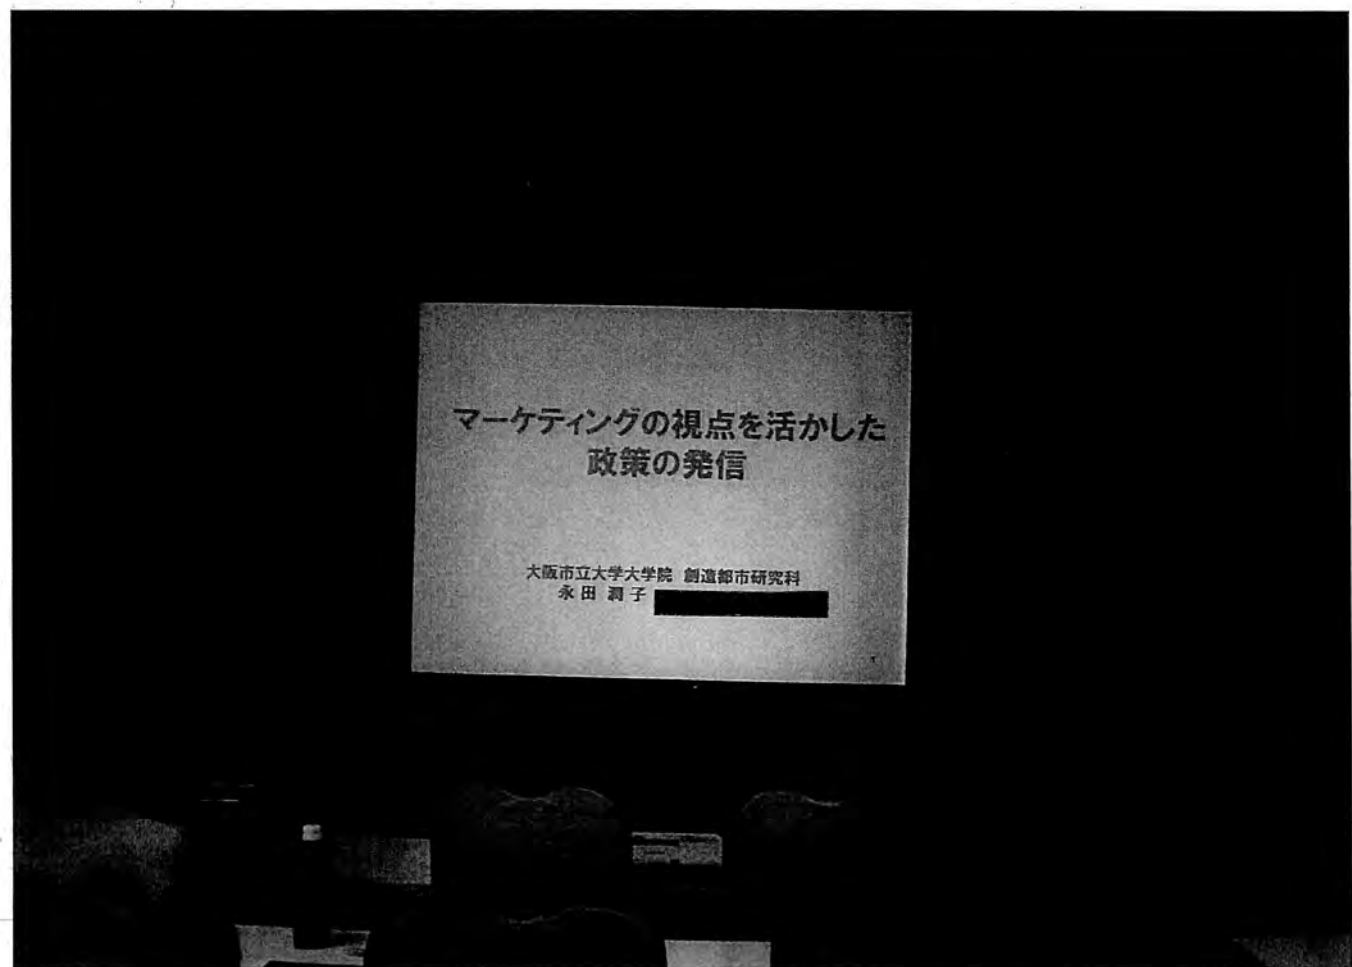 マーケティングの視点を活かした
政策の発信
大阪市立大学大学院 創造都市研究科
永田 潤子